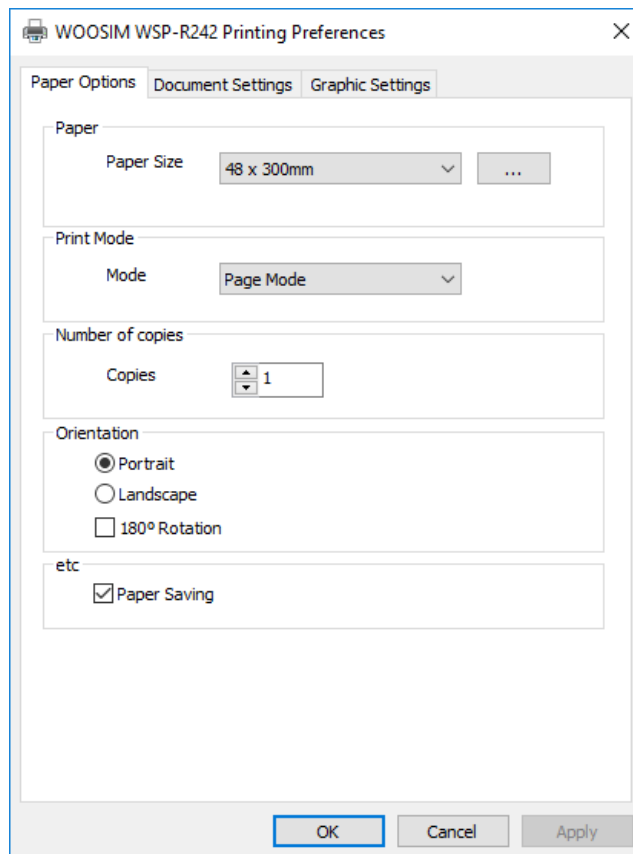 WOOSIM WSP-R242 Printing Preferences
Paper Options Document Settings Graphic Settings
Paper
Paper Size 48 x 300mm ...
Print Mode
Mode Page Mode
Number of copies
Copies 1
Orientation
Portrait
Landscape
180º Rotation
etc
Paper Saving
OK Cancel Apply